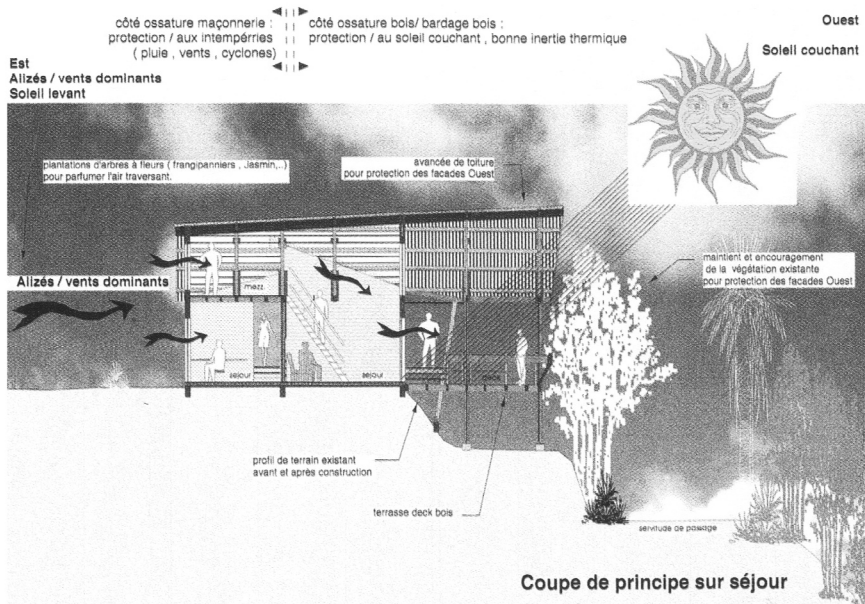 côté ossature maçonnerie :
protection / aux intempérries
( pluie , vents , cyclones)
côté ossature bois/ bardage bois :
protection / au soleil couchant , bonne inertie thermique
Ouest
Soleil couchant
Est
Alizés / vents dominants
Soleil levant
plantations d'arbres à fleurs ( frangipanniers , Jasmin,..)
pour parfumer l'air traversant.
avancée de toiture
pour protection des facades Ouest
maintient et encouragement
de la végétation existante
pour protection des facades Ouest
Alizés / vents dominants
mezz.
sejour
sejour
profil de terrain existant
avant et après construction
terrasse deck bois
servitude de passage
Coupe de principe sur séjour